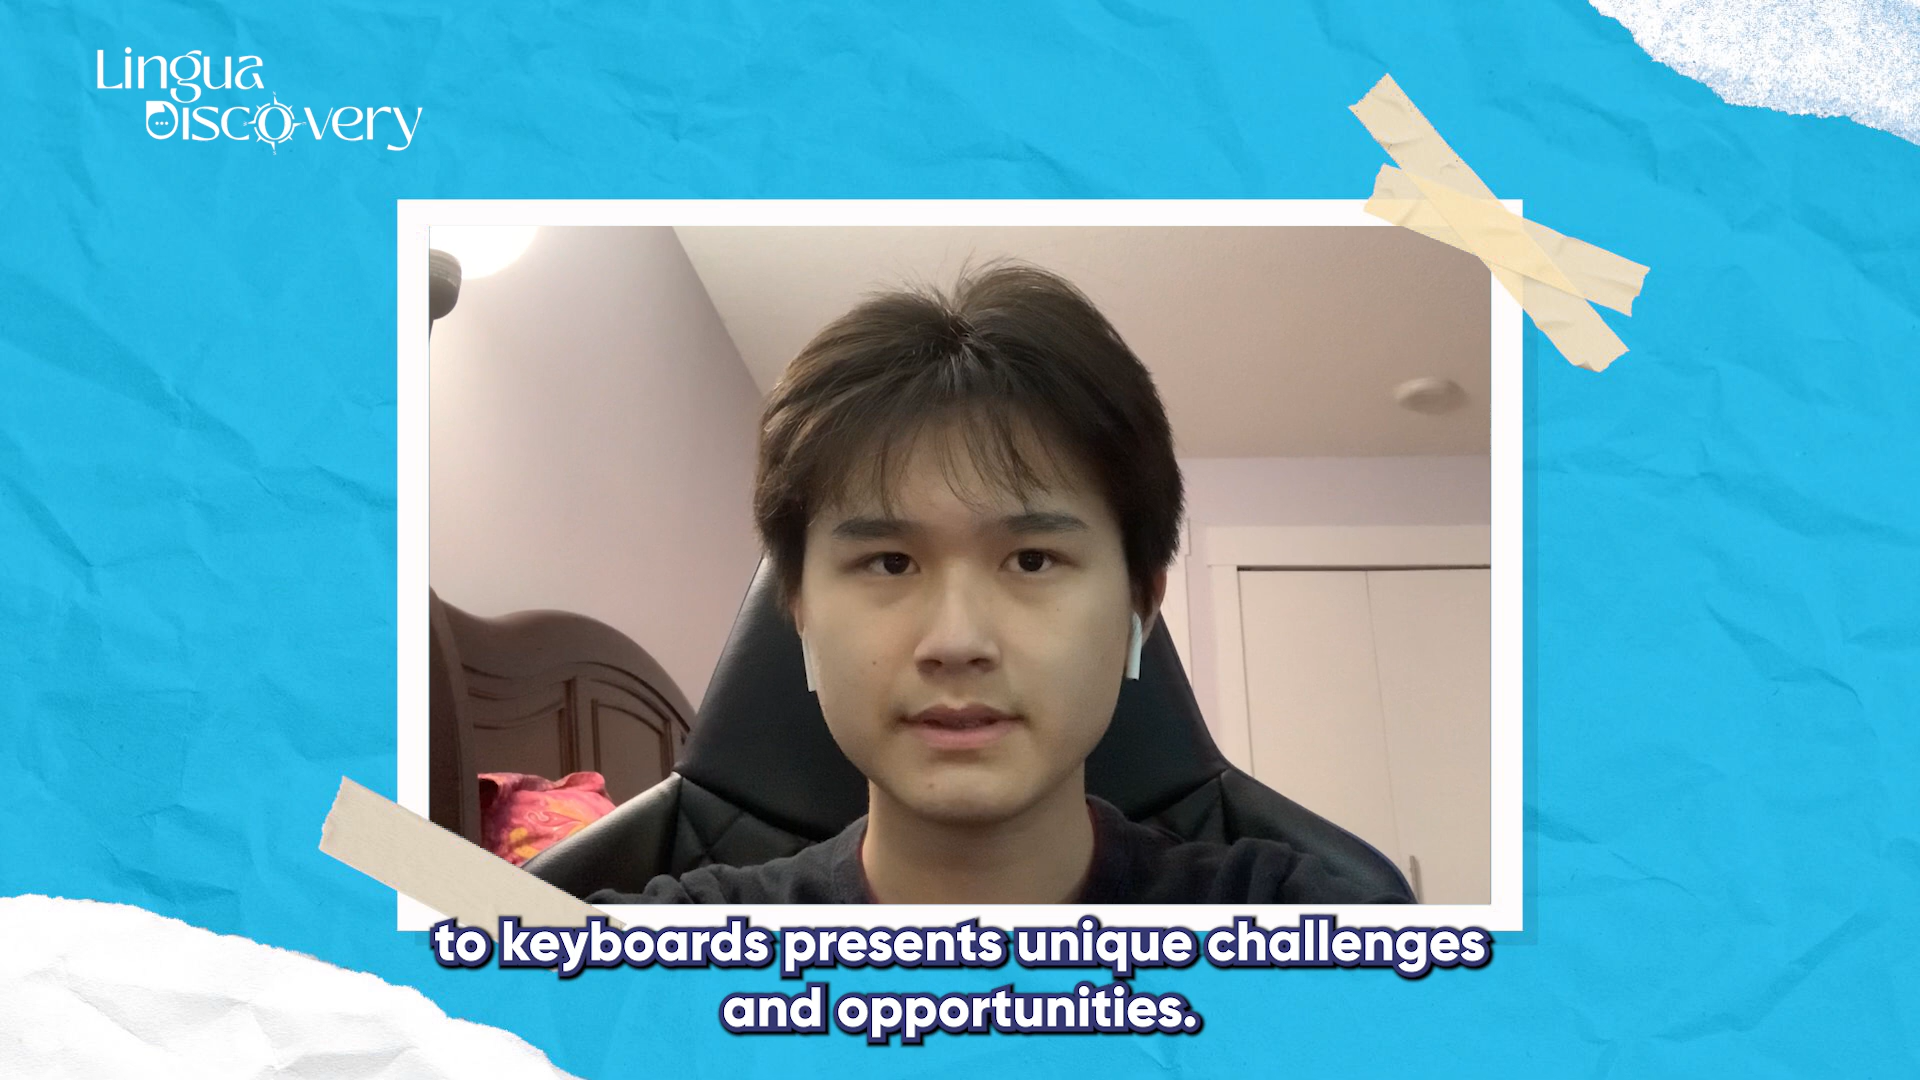 Lingua
Discovery
to keyboards presents unique challenges
and opportunities.